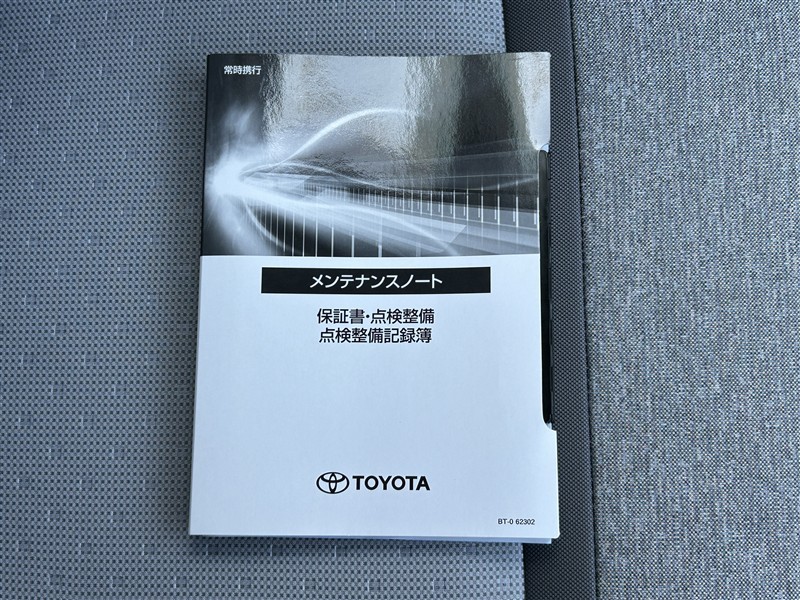 常時携行
メンテナンスノート
保証書・点検整備
点検整備記録簿
TOYOTA
BT-0 62302